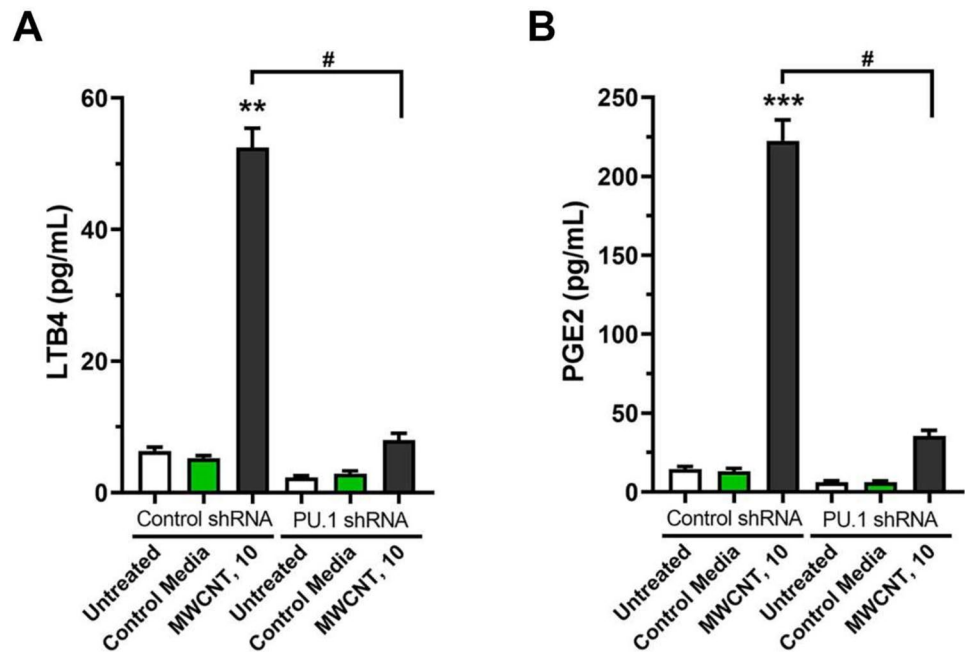 A
#
**
60
40
20
0
LTB4 (pg/mL)
Control shRNA
PU.1 shRNA
Untreated
Control Media
MWCNT, 10
Untreated
Control Media
MWCNT, 10
B
#
***
250
200
150
100
50
0
PGE2 (pg/mL)
Control shRNA
PU.1 shRNA
Untreated
Control Media
MWCNT, 10
Untreated
Control Media
MWCNT, 10